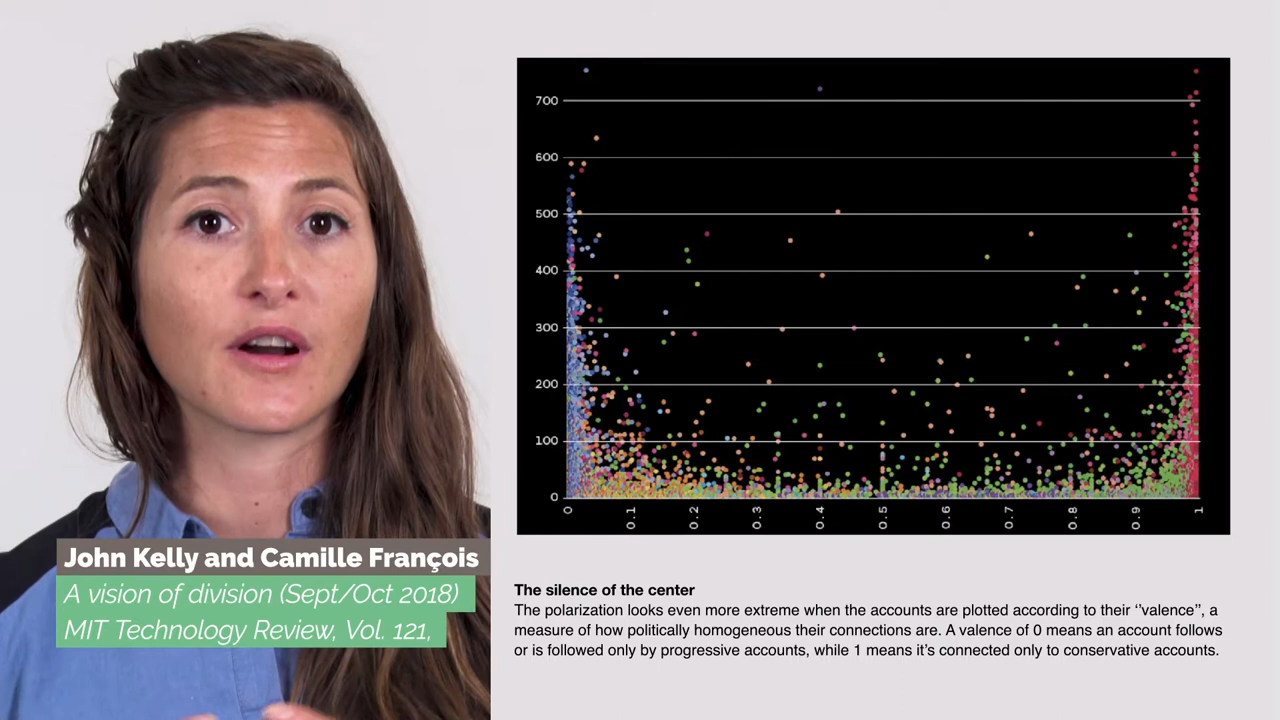 John Kelly and Camille François
A vision of division (Sept/Oct 2018)
MIT Technology Review, Vol. 121,
700
600
500
400
300
200
100
0
0
0.1
0.2
0.3
0.4
0.5
0.6
0.7
0.8
0.9
1
The silence of the center
The polarization looks even more extreme when the accounts are plotted according to their ‘‘valence”, a
measure of how politically homogeneous their connections are. A valence of 0 means an account follows
or is followed only by progressive accounts, while 1 means it’s connected only to conservative accounts.